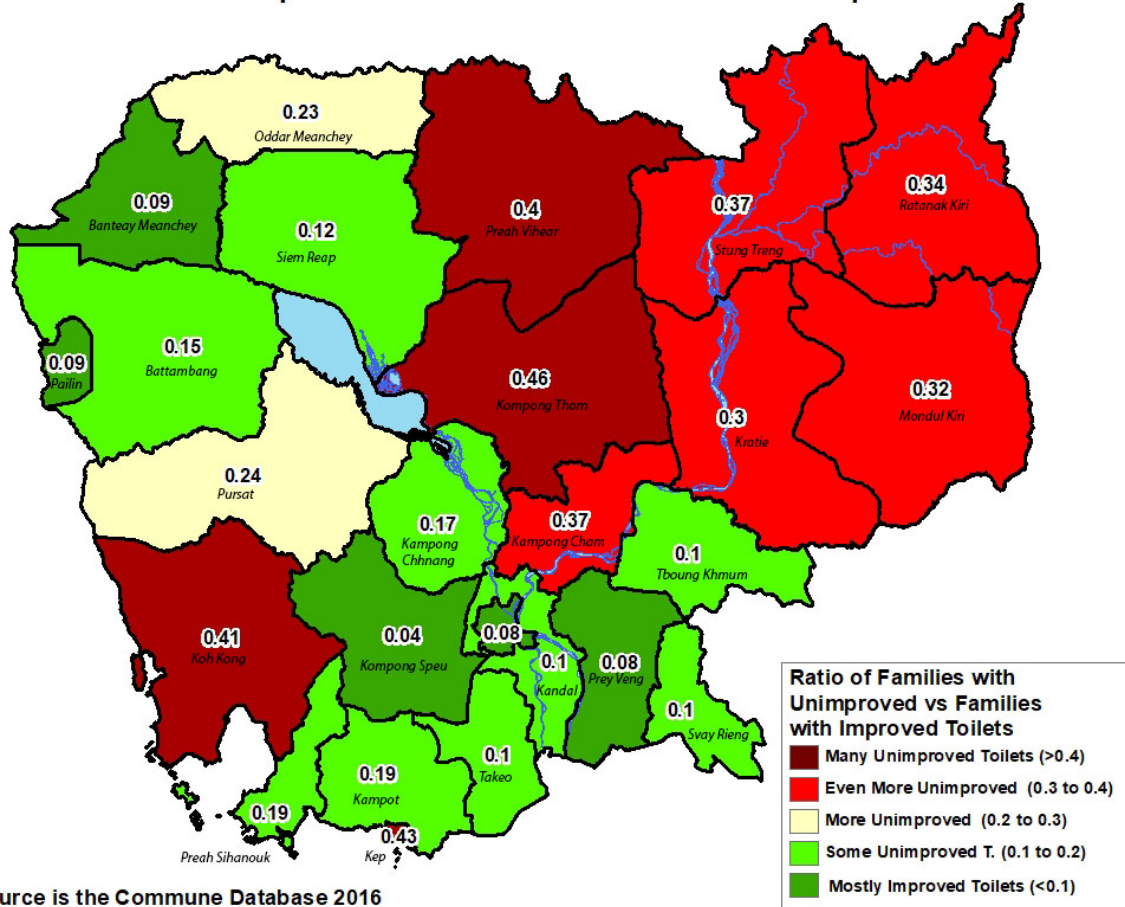 0.23
Oddar Meanchey
0.09
Banteay Meanchey
0.12
Siem Reap
0.4
Preah Vihear
0.37
Stung Treng
0.34
Ratanak Kiri
0.09
Pailin
0.15
Battambang
0.46
Kampong Thom
0.3
Kratie
0.32
Mondul Kiri
0.24
Pursat
0.17
Kampong
Chhnang
0.37
Kampong Cham
0.1
Tboung Khmum
0.41
Koh Kong
0.04
Kompong Speu
0.08
0.1
Kandal
0.08
Prey Veng
0.1
Svay Rieng
0.19
Preah Sihanouk
0.19
Kampot
0.1
Takeo
0.43
Kep
Ratio of Families with
Unimproved vs Families
with Improved Toilets
Many Unimproved Toilets (>0.4)
Even More Unimproved (0.3 to 0.4)
More Unimproved (0.2 to 0.3)
Some Unimproved T. (0.1 to 0.2)
Mostly Improved Toilets (<0.1)
urce is the Commune Database 2016